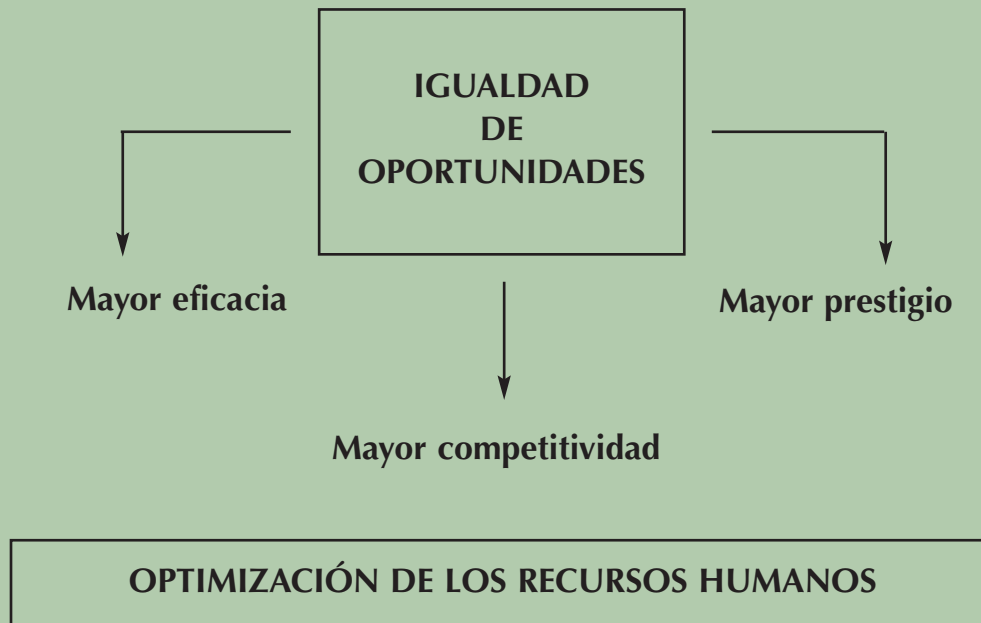 IGUALDAD
DE
OPORTUNIDADES
Mayor eficacia
Mayor prestigio
Mayor competitividad
OPTIMIZACIÓN DE LOS RECURSOS HUMANOS